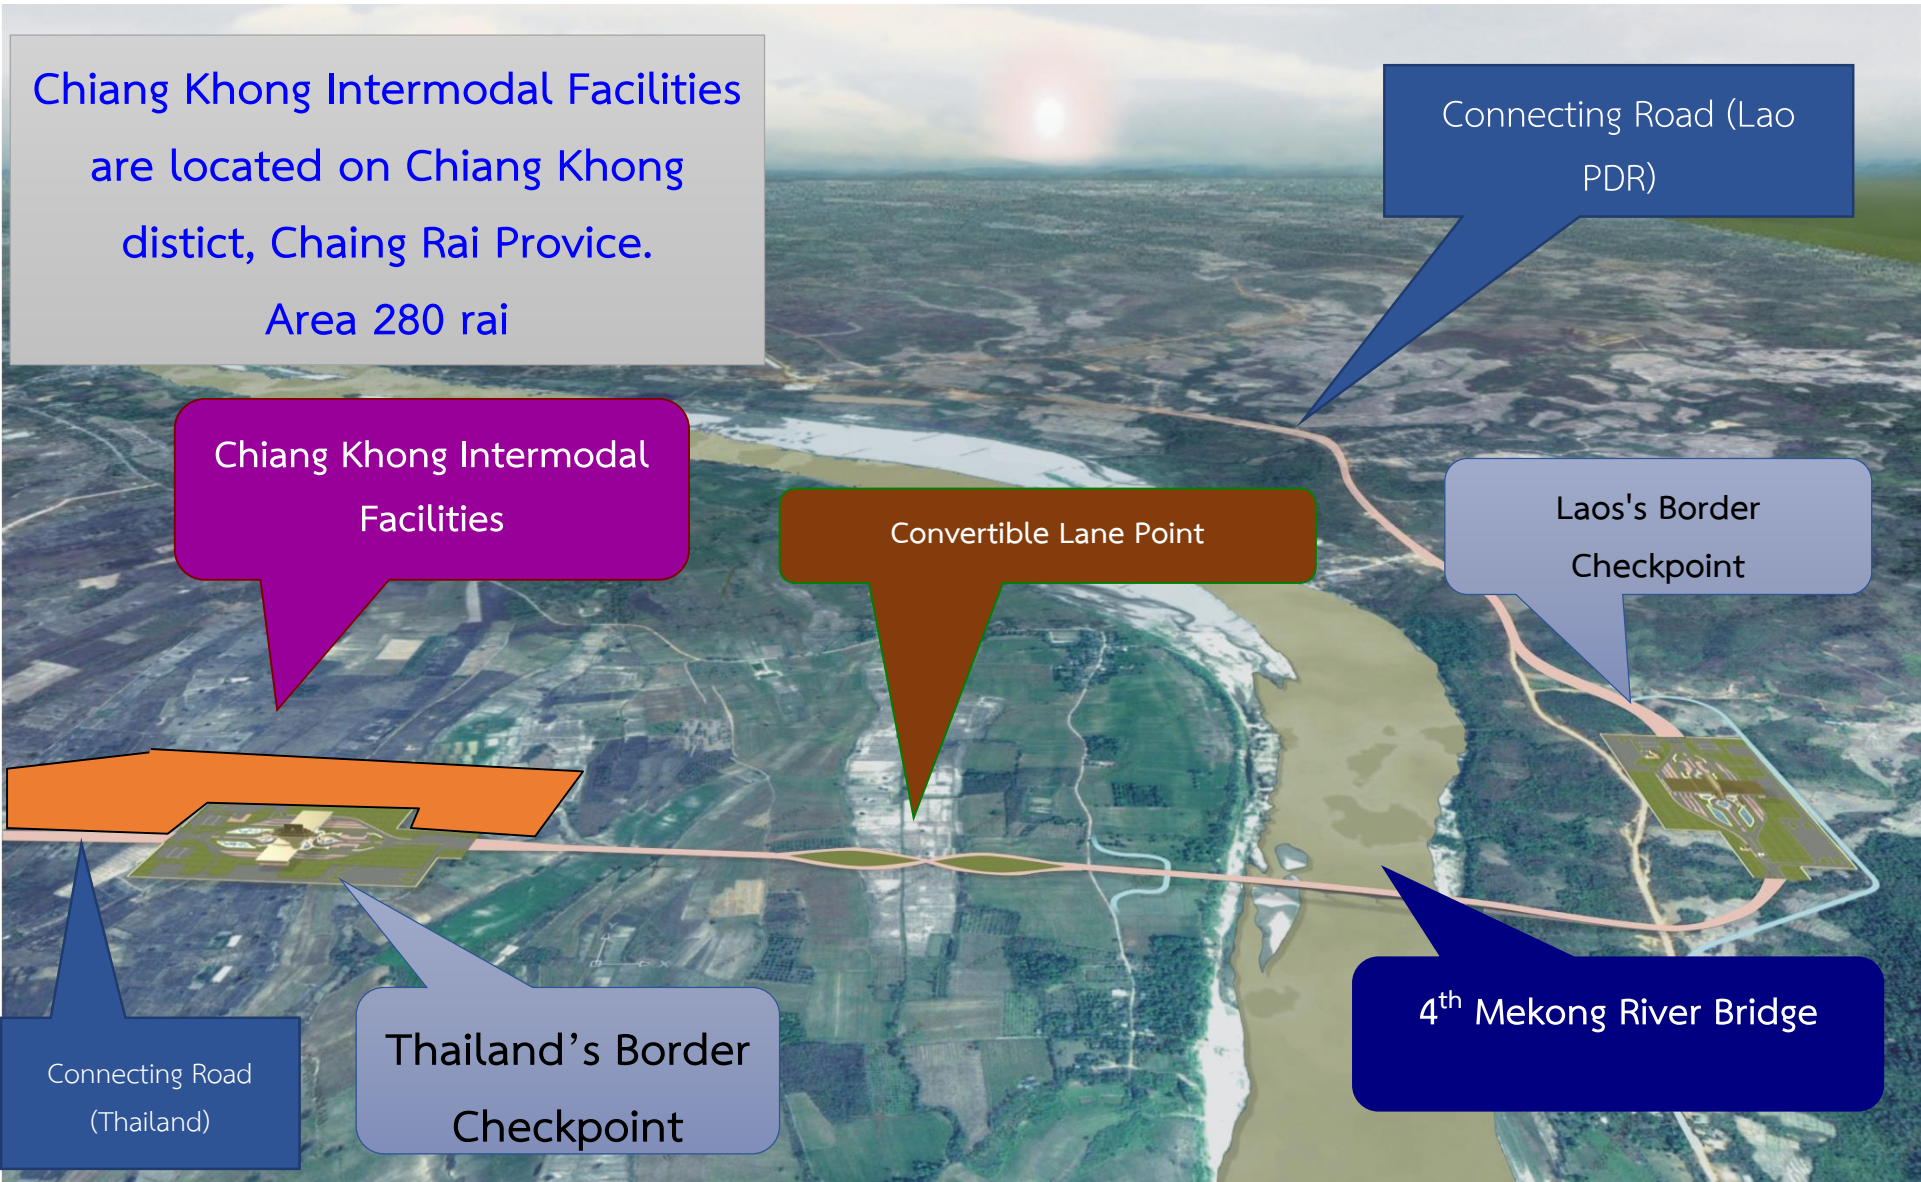 Chiang Khong Intermodal Facilities
are located on Chiang Khong
distict, Chaing Rai Provice.
Area 280 rai
Connecting Road (Lao
PDR)
Chiang Khong Intermodal
Facilities
Convertible Lane Point
Laos's Border
Checkpoint
4th Mekong River Bridge
Thailand’s Border
Checkpoint
Connecting Road
(Thailand)